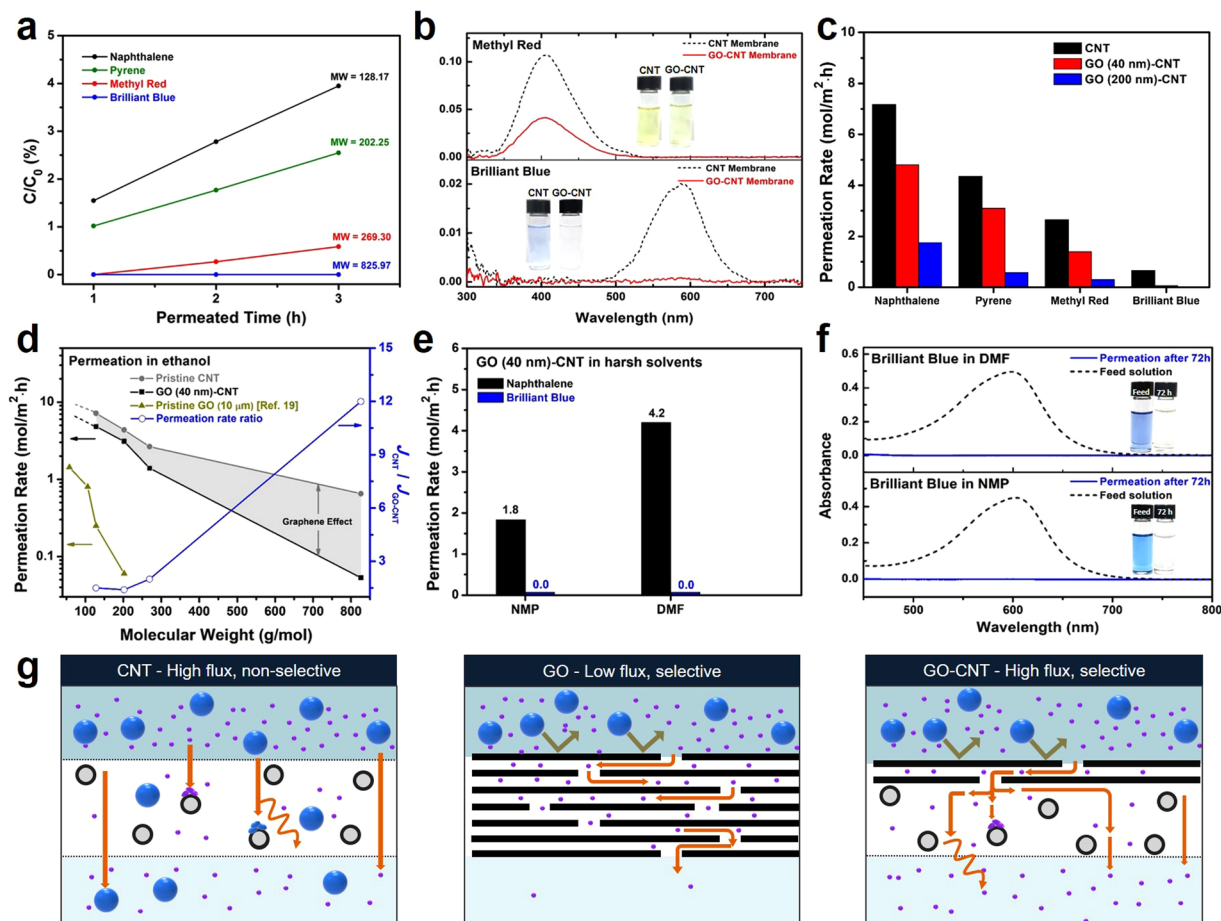 a
C/C0 (%)
5
4
3
2
1
0
Naphthalene
Pyrene
Methyl Red
Brilliant Blue
MW = 128.17
MW = 202.25
MW = 269.30
MW = 825.97
1 2 3
Permeated Time (h)
b
Absorbance
Methyl Red
CNT Membrane
GO-CNT Membrane
CNT GO-CNT
0.10
0.05
0.00
Brilliant Blue
CNT Membrane
GO-CNT Membrane
CNT GO-CNT
0.02
0.01
0.00
300 400 500 600 700
Wavelength (nm)
c
Permeation Rate (mol/m²·h)
10
8
6
4
2
0
CNT
GO (40 nm)-CNT
GO (200 nm)-CNT
Naphthalene Pyrene Methyl Red Brilliant Blue
d
Permeation Rate (mol/m²·h)
100
10
1
0.1
Permeation in ethanol
Pristine CNT
GO (40 nm)-CNT
Pristine GO (10 μm) [Ref. 19]
Permeation rate ratio
Graphene Effect
15
12
9
6
3
JCNT / JGO-CNT
100 200 300 400 500 600 700 800
Molecular Weight (g/mol)
e
Permeation Rate (mol/m²·h)
6
5
4
3
2
1
0
GO (40 nm)-CNT in harsh solvents
Naphthalene
Brilliant Blue
1.8
0.0
4.2
0.0
NMP DMF
f
Absorbance
Brilliant Blue in DMF
Permeation after 72h
Feed solution
Feed 72 h
0.6
0.4
0.2
0.0
Brilliant Blue in NMP
Permeation after 72h
Feed solution
Feed 72 h
0.4
0.2
0.0
500 600 700 800
Wavelength (nm)
g
CNT - High flux, non-selective
GO - Low flux, selective
GO-CNT - High flux, selective